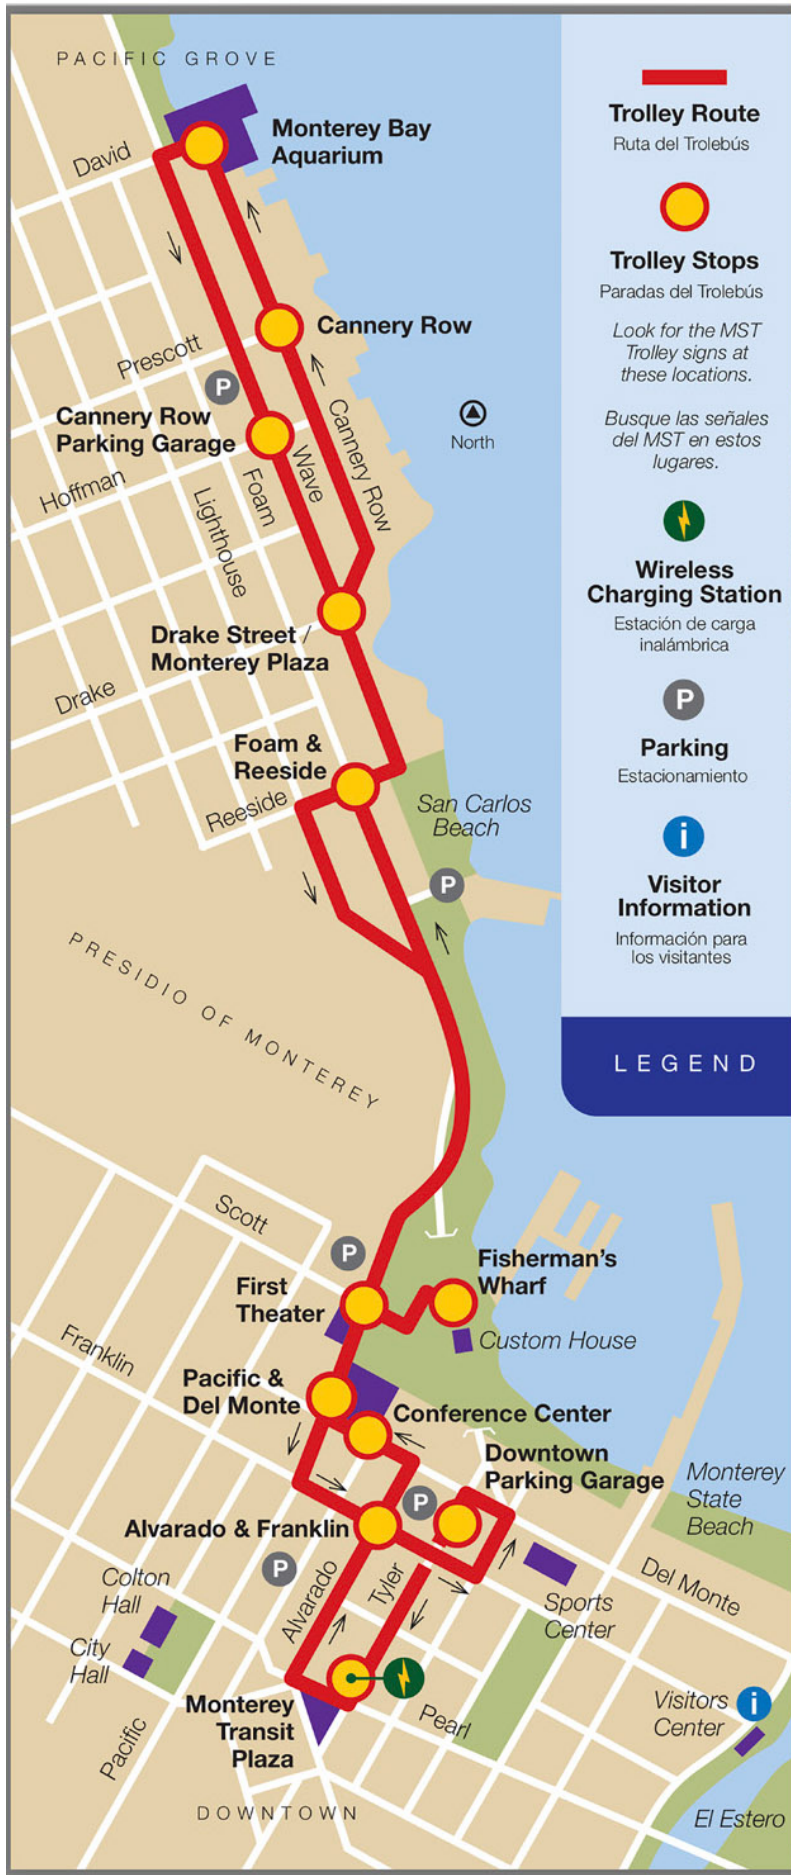 PACIFIC GROVE
Monterey Bay
Aquarium
David
Cannery Row
Prescott
P
Cannery Row
Parking Garage
Cannery Row
Wave
Foam
Lighthouse
Hoffman
North
Drake Street /
Monterey Plaza
Drake
Foam &
Reeside
Reeside
San Carlos
Beach
P
PRESIDIO OF MONTEREY
Scott
P
First
Theater
Fisherman's
Wharf
Custom House
Franklin
Pacific &
Del Monte
Conference Center
Downtown
Parking Garage
P
Monterey
State
Beach
Alvarado & Franklin
P
Alvarado
Tyler
Del Monte
Sports
Center
Colton
Hall
City
Hall
Monterey
Transit
Plaza
Pearl
Pacific
Visitors
Center
i
DOWNTOWN
El Estero
Trolley Route
Ruta del Trolebús
Trolley Stops
Paradas del Trolebús
Look for the MST
Trolley signs at
these locations.
Busque las señales
del MST en estos
lugares.
Wireless
Charging Station
Estación de carga
inalámbrica
P
Parking
Estacionamiento
i
Visitor
Information
Información para
los visitantes
LEGEND